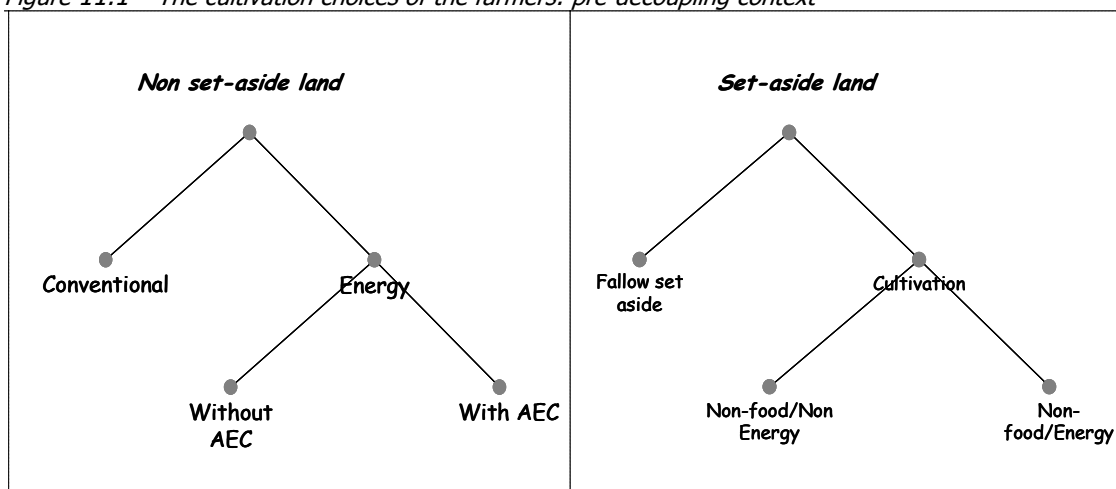 Figure 11.1 The cultivation choices of the farmers: pre-decoupling context
Non set-aside land
Conventional
Energy
Without
AEC
With AEC
Set-aside land
Fallow set
aside
Cultivation
Non-food/Non
Energy
Non-
food/Energy